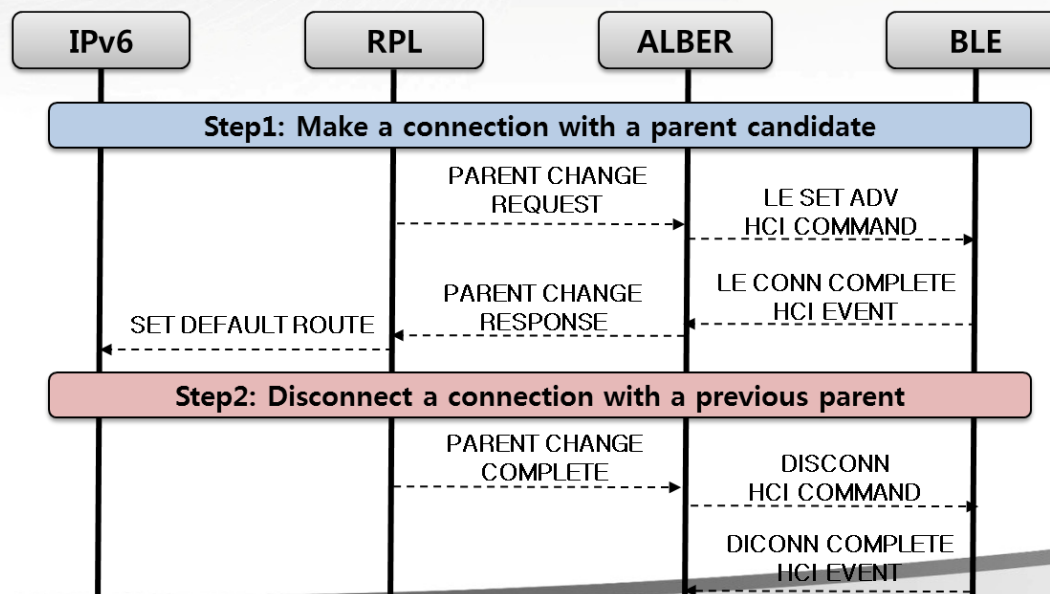 IPv6
RPL
ALBER
BLE
Step1: Make a connection with a parent candidate
PARENT CHANGE
REQUEST
LE SET ADV
HCI COMMAND
LE CONN COMPLETE
HCI EVENT
PARENT CHANGE
RESPONSE
SET DEFAULT ROUTE
Step2: Disconnect a connection with a previous parent
PARENT CHANGE
COMPLETE
DISCONN
HCI COMMAND
DICONN COMPLETE
HCI EVENT